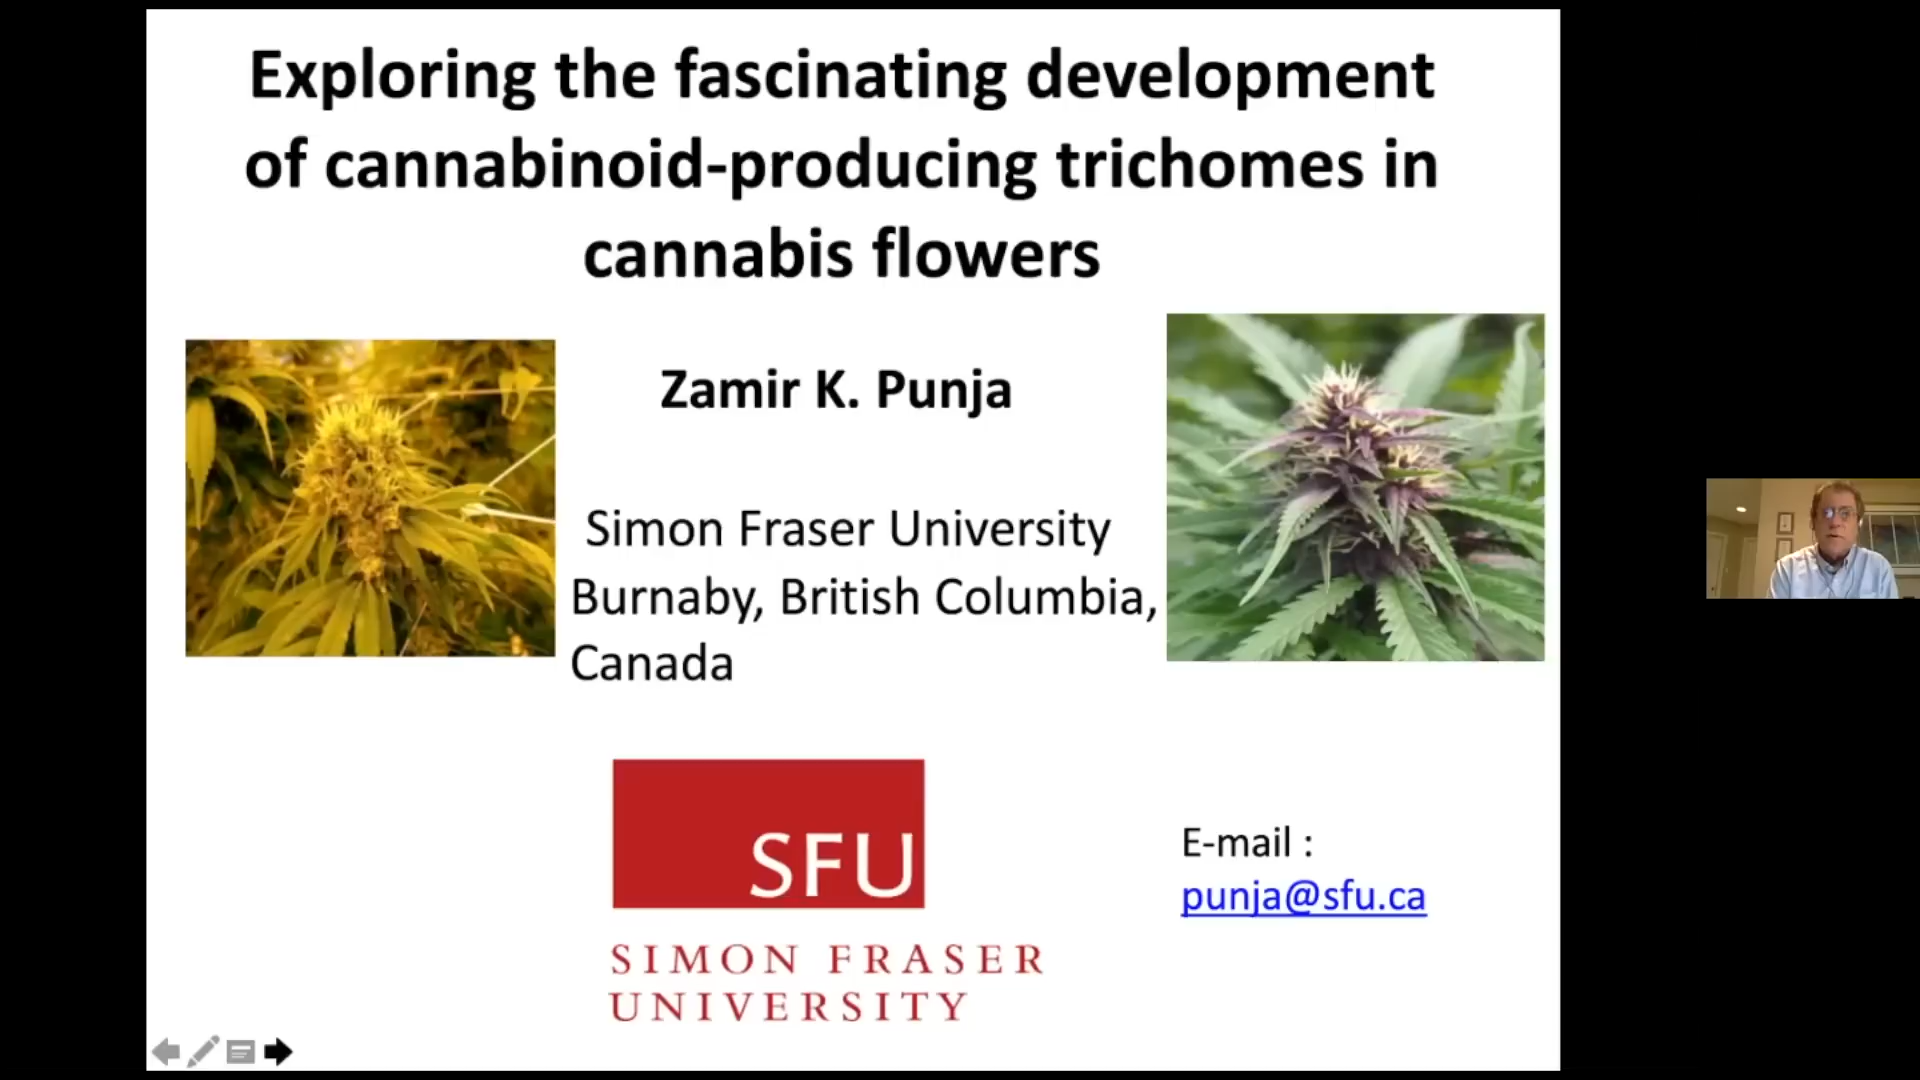 Exploring the fascinating development
of cannabinoid-producing trichomes in
cannabis flowers
Zamir K. Punja
Simon Fraser University
Burnaby, British Columbia,
Canada
SFU
SIMON FRASER
UNIVERSITY
E-mail :
punja@sfu.ca